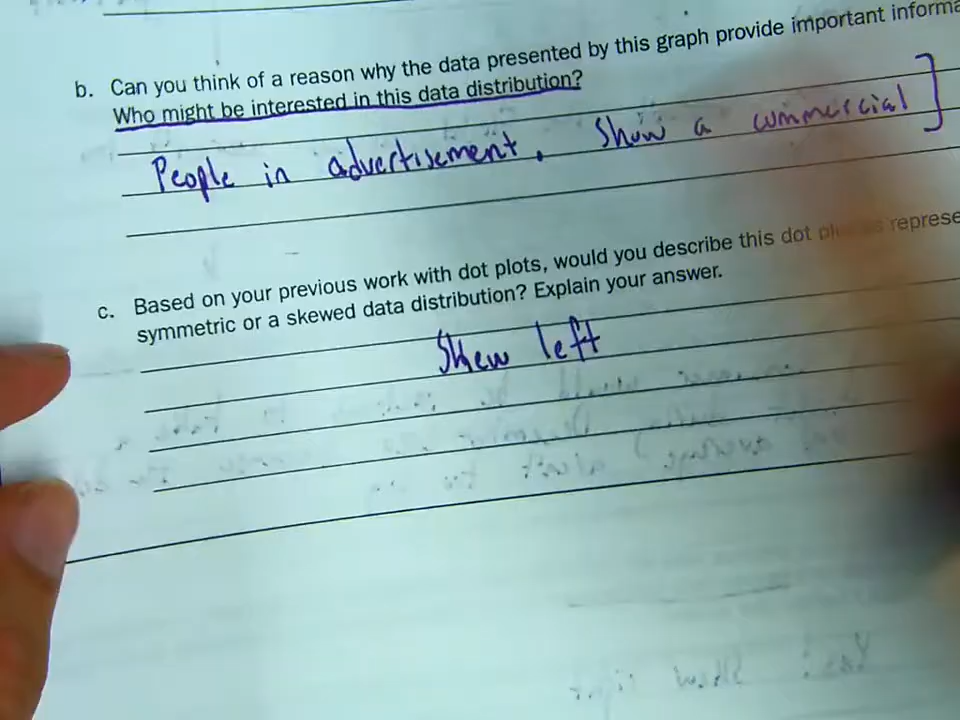 b. Can you think of a reason why the data presented by this graph provide important
Who might be interested in this data distribution?
People in advertisement. Show a commercial ]
c. Based on your previous work with dot plots, would you describe this dot
symmetric or a skewed data distribution? Explain your answer.
Skew left